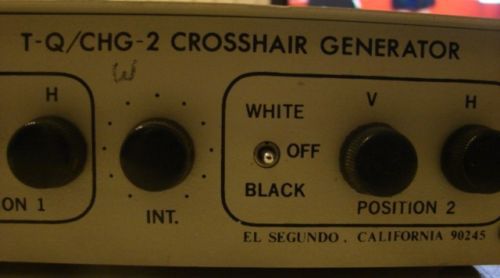 T-Q/CHG-2 CROSSHAIR GENERATOR
H
W
WHITE
V
H
OFF
BLACK
ON 1
INT.
POSITION 2
EL SEGUNDO, CALIFORNIA 90245